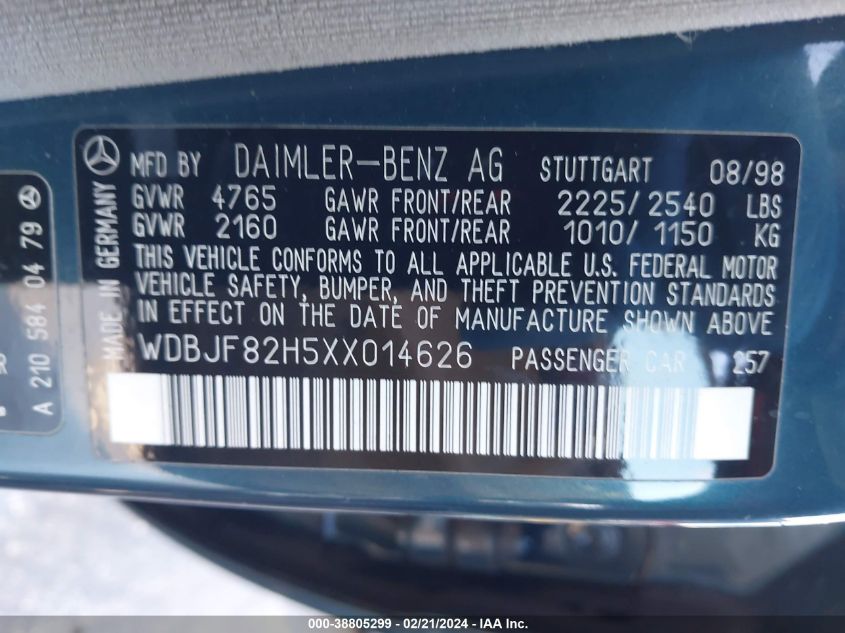 MFD BY DAIMLER-BENZ AG STUTTGART 08/98
GVWR 4765 GAWR FRONT/REAR 2225/2540 LBS
GVWR 2160 GAWR FRONT/REAR 1010/1150 KG
THIS VEHICLE CONFORMS TO ALL APPLICABLE U.S. FEDERAL MOTOR
VEHICLE SAFETY, BUMPER, AND THEFT PREVENTION STANDARDS
IN EFFECT ON THE DATE OF MANUFACTURE SHOWN ABOVE
WDBJF82H5XX014626 PASSENGER CAR 257
MADE IN GERMANY
A 210 584 04 79
000-38805299 - 02/21/2024 - IAA Inc.